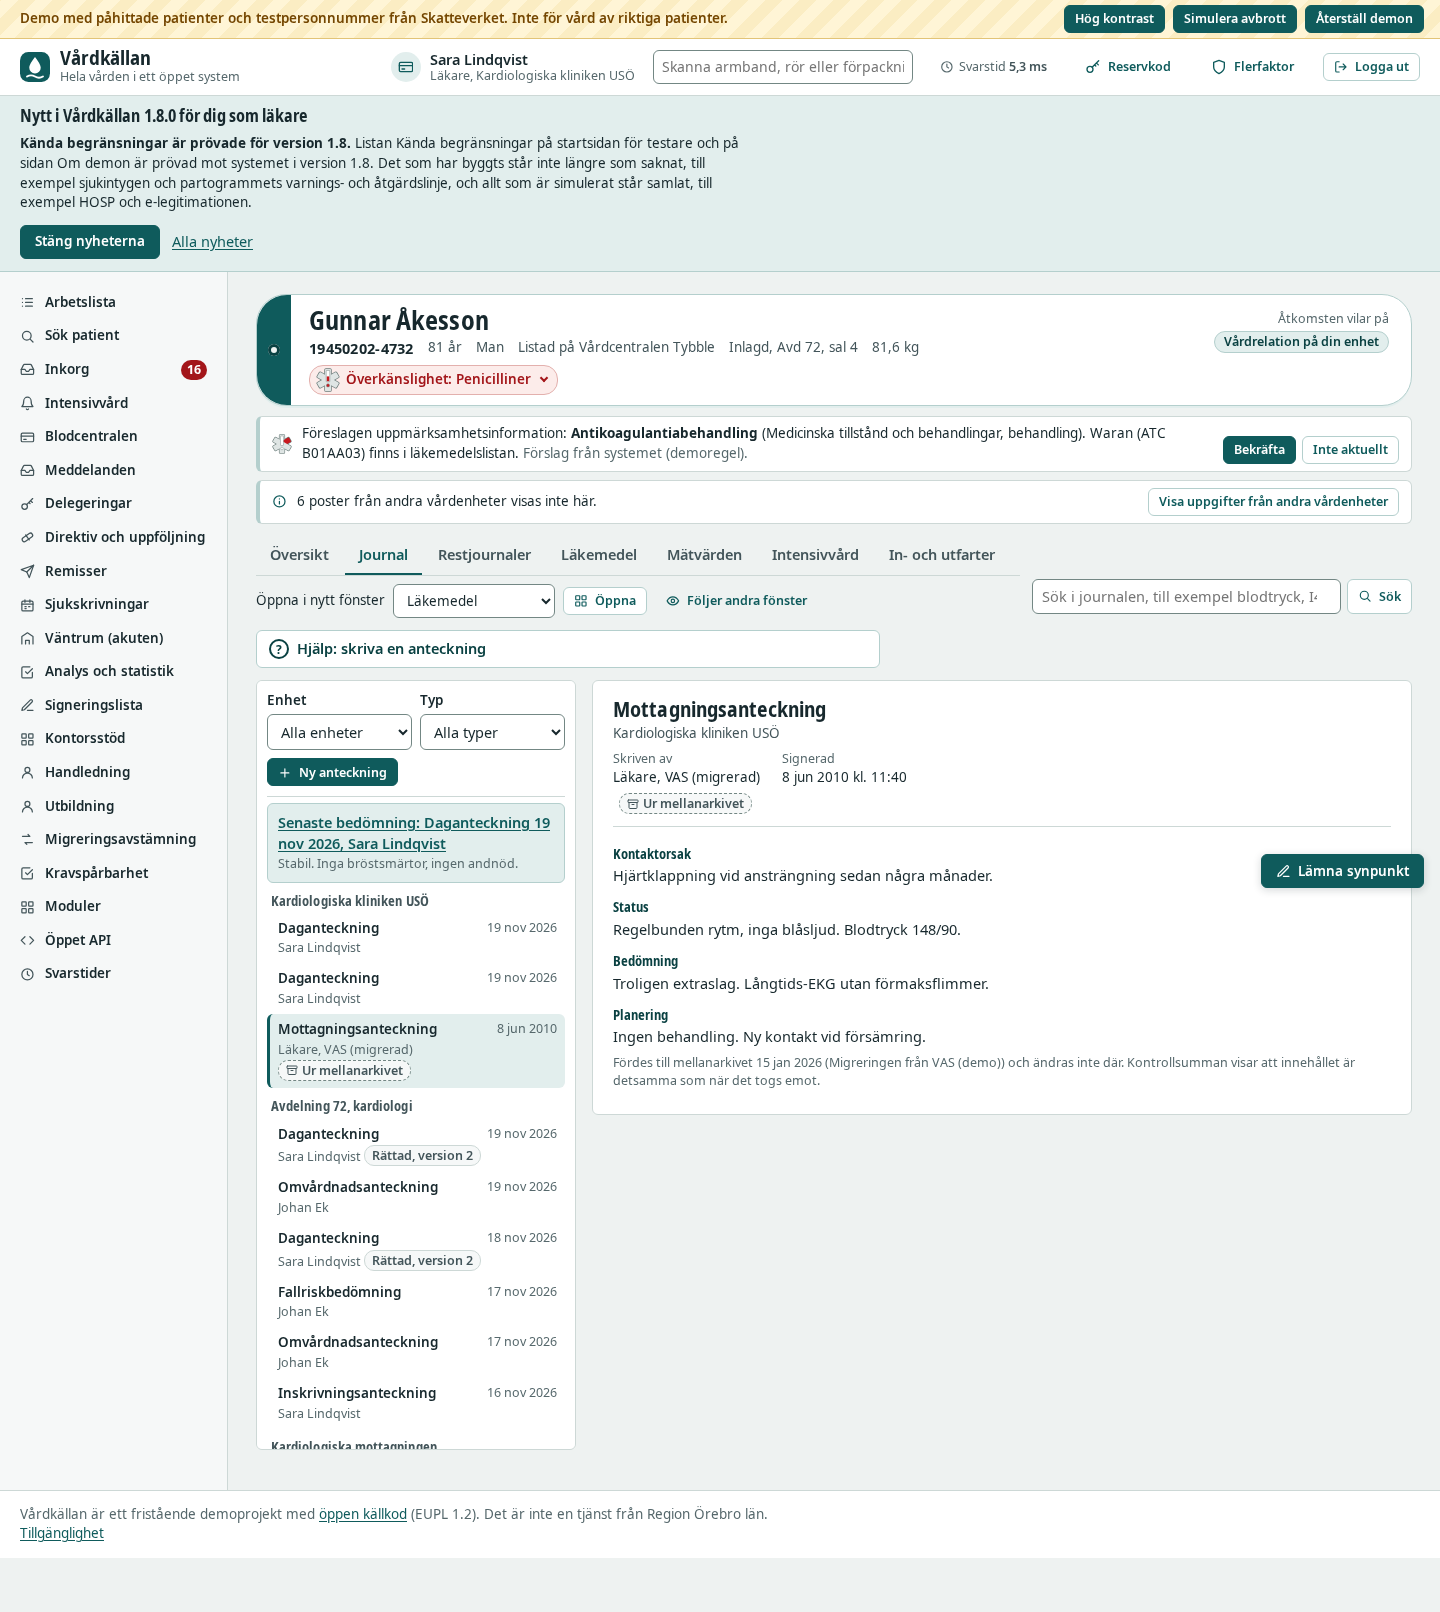 Demo med påhittade patienter och testpersonnummer från Skatteverket. Inte för vård av riktiga patienter.
Hög kontrast
Simulera avbrott
Återställ demon
Vårdkällan
Hela vården i ett öppet system
Sara Lindqvist
Läkare, Kardiologiska kliniken USÖ
Skanna armband, rör eller förpackni
Svarstid 5,3 ms
Reservkod
Flerfaktor
Logga ut
Nytt i Vårdkällan 1.8.0 för dig som läkare
Kända begränsningar är prövade för version 1.8. Listan Kända begränsningar på startsidan för testare och på
sidan Om demon är prövad mot systemet i version 1.8. Det som har byggts står inte längre som saknat, till
exempel sjukintygen och partogrammets varnings- och åtgärdslinje, och allt som är simulerat står samlat, till
exempel HOSP och e-legitimationen.
Stäng nyheterna
Alla nyheter
Arbetslista
Sök patient
Inkorg
16
Intensivvård
Blodcentralen
Meddelanden
Delegeringar
Direktiv och uppföljning
Remisser
Sjukskrivningar
Väntrum (akuten)
Analys och statistik
Signeringslista
Kontorsstöd
Handledning
Utbildning
Migreringsavstämning
Kravspårbarhet
Moduler
Öppet API
Svarstider
Gunnar Åkesson
19450202-4732
81 år
Man
Listad på Vårdcentralen Tybble
Inlagd, Avd 72, sal 4
81,6 kg
Överkänslighet: Penicilliner
Åtkomsten vilar på
Vårdrelation på din enhet
Föreslagen uppmärksamhetsinformation: Antikoagulantiabehandling (Medicinska tillstånd och behandlingar, behandling). Waran (ATC
B01AA03) finns i läkemedelslistan. Förslag från systemet (demoregel).
Bekräfta
Inte aktuellt
6 poster från andra vårdenheter visas inte här.
Visa uppgifter från andra vårdenheter
Översikt
Journal
Restjournaler
Läkemedel
Mätvärden
Intensivvård
In- och utfarter
Öppna i nytt fönster
Läkemedel
Öppna
Följer andra fönster
Sök i journalen, till exempel blodtryck, I4
Sök
? Hjälp: skriva en anteckning
Enhet
Typ
Alla enheter
Alla typer
Ny anteckning
Senaste bedömning: Daganteckning 19
nov 2026, Sara Lindqvist
Stabil. Inga bröstsmärtor, ingen andnöd.
Kardiologiska kliniken USÖ
Daganteckning
19 nov 2026
Sara Lindqvist
Daganteckning
19 nov 2026
Sara Lindqvist
Mottagningsanteckning
8 jun 2010
Läkare, VAS (migrerad)
Ur mellanarkivet
Avdelning 72, kardiologi
Daganteckning
19 nov 2026
Sara Lindqvist
Rättad, version 2
Omvårdnadsanteckning
19 nov 2026
Johan Ek
Daganteckning
18 nov 2026
Sara Lindqvist
Rättad, version 2
Fallriskbedömning
17 nov 2026
Johan Ek
Omvårdnadsanteckning
17 nov 2026
Johan Ek
Inskrivningsanteckning
16 nov 2026
Sara Lindqvist
Kardiologiska mottagningen
Mottagningsanteckning
Kardiologiska kliniken USÖ
Skriven av
Signerad
Läkare, VAS (migrerad)
8 jun 2010 kl. 11:40
Ur mellanarkivet
Kontaktorsak
Hjärtklappning vid ansträngning sedan några månader.
Status
Regelbunden rytm, inga blåsljud. Blodtryck 148/90.
Bedömning
Troligen extraslag. Långtids-EKG utan förmaksflimmer.
Planering
Ingen behandling. Ny kontakt vid försämring.
Fördes till mellanarkivet 15 jan 2026 (Migreringen från VAS (demo)) och ändras inte där. Kontrollsumman visar att innehållet är
detsamma som när det togs emot.
Lämna synpunkt
Vårdkällan är ett fristående demoprojekt med öppen källkod (EUPL 1.2). Det är inte en tjänst från Region Örebro län.
Tillgänglighet